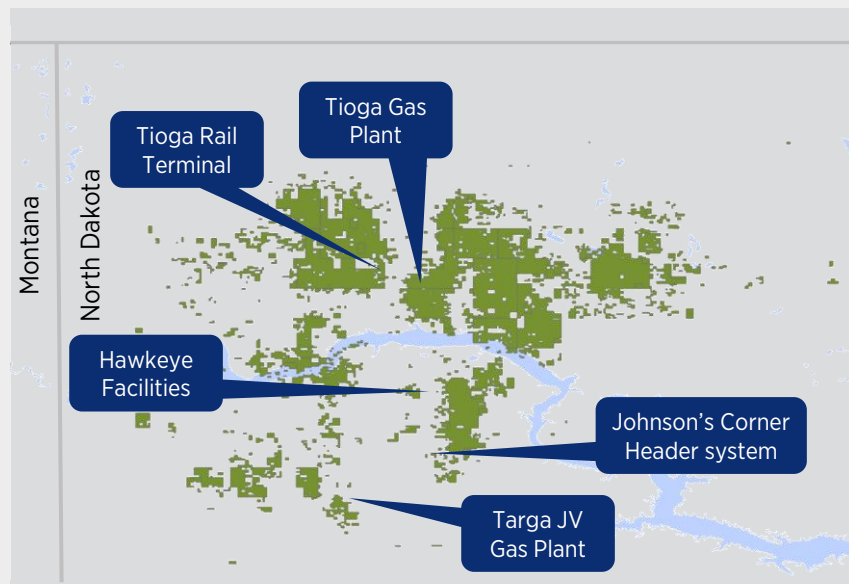 Tioga Gas
Plant
Tioga Rail
Terminal
Montana
North Dakota
Hawkeye
Facilities
Johnson's Corner
Header system
Targa JV
Gas Plant